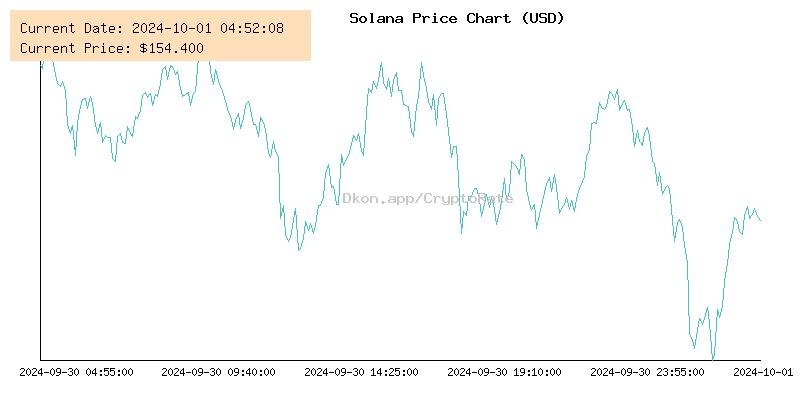 Solana Price Chart (USD)
Current Date: 2024-10-01 04:52:08
Current Price: $154.400
Dkon.app/CryptoRate
2024-09-30 04:55:00
2024-09-30 09:40:00
2024-09-30 14:25:00
2024-09-30 19:10:00
2024-09-30 23:55:00
2024-10-01